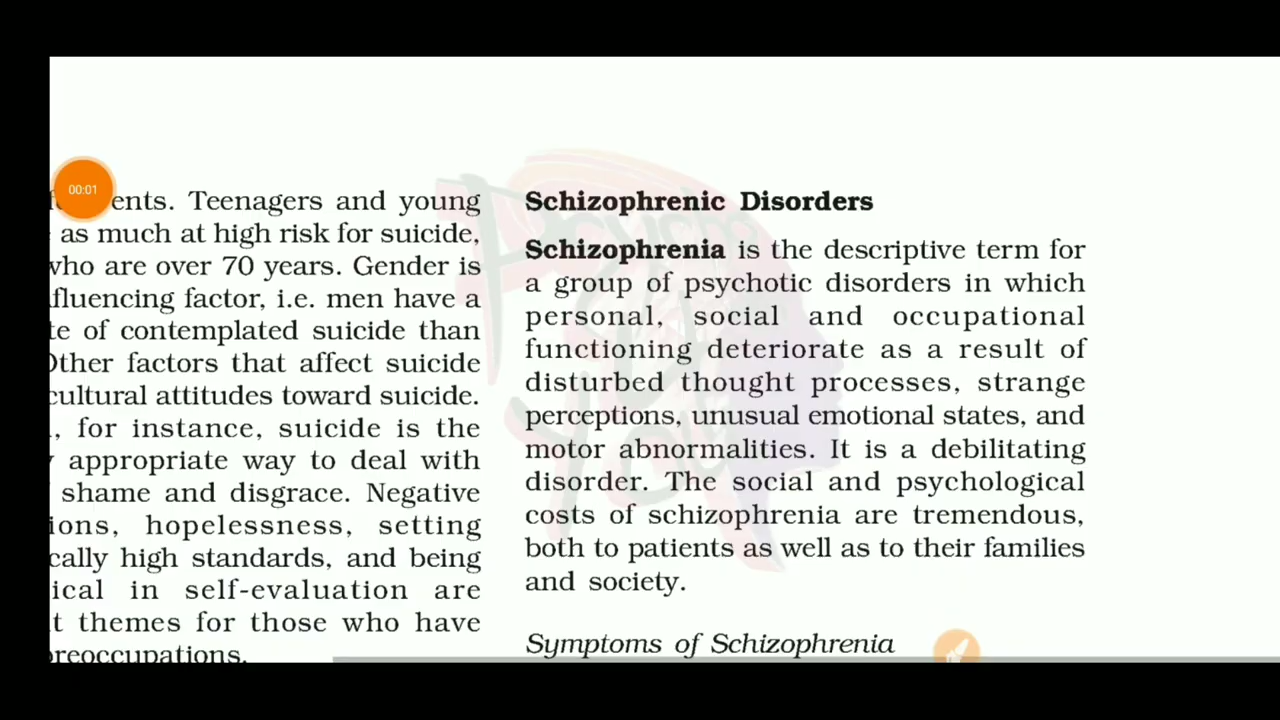 00:01
ents. Teenagers and young
as much at high risk for suicide,
who are over 70 years. Gender is
fluencing factor, i.e. men have a
te of contemplated suicide than
Other factors that affect suicide
cultural attitudes toward suicide.
, for instance, suicide is the
y appropriate way to deal with
shame and disgrace. Negative
ions, hopelessness, setting
cally high standards, and being
ical in self-evaluation are
t themes for those who have
preoccupations.
Schizophrenic Disorders
Schizophrenia is the descriptive term for
a group of psychotic disorders in which
personal, social and occupational
functioning deteriorate as a result of
disturbed thought processes, strange
perceptions, unusual emotional states, and
motor abnormalities. It is a debilitating
disorder. The social and psychological
costs of schizophrenia are tremendous,
both to patients as well as to their families
and society.
Symptoms of Schizophrenia